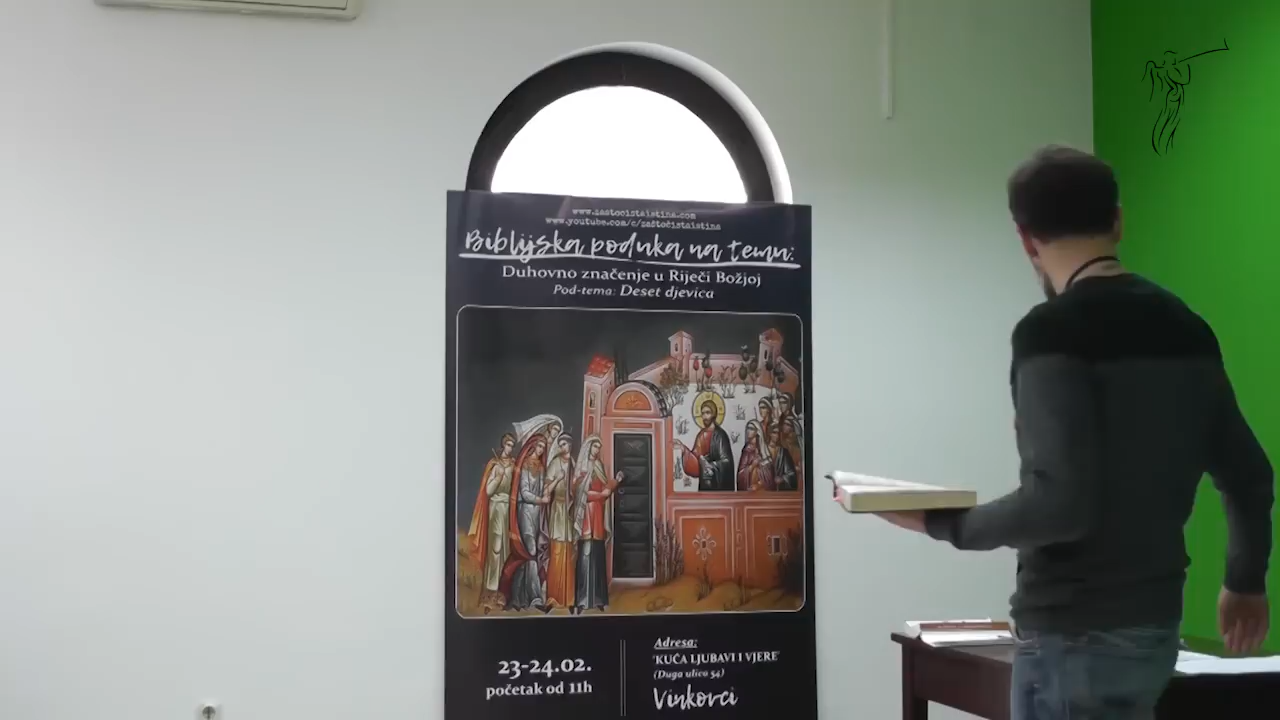 www.zastocistaistina.com
www.youtube.com/c/zaštočistaistina
Biblijska poduka na temu:
Duhovno značenje u Riječi Božjoj
Pod-tema: Deset djevica
23-24.02.
početak od 11h
Adresa:
'KUĆA LJUBAVI I VJERE'
(Duga ulica 54)
Vinkovci